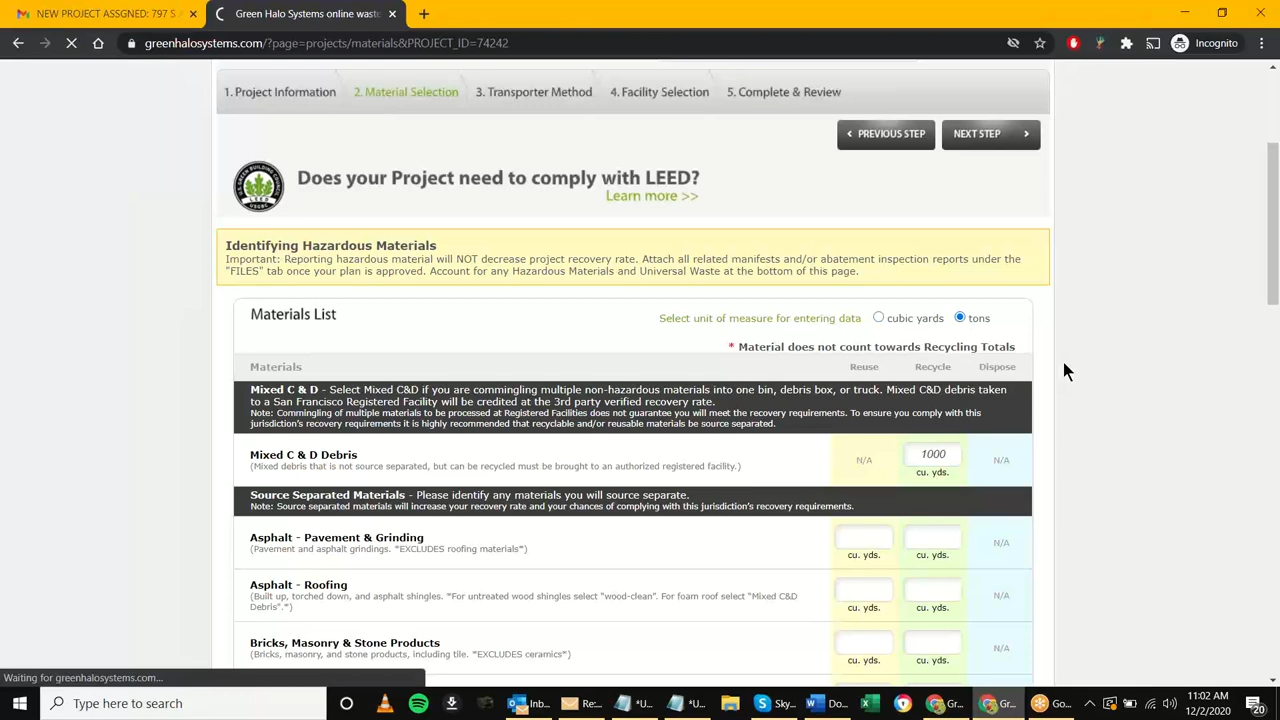 NEW PROJECT ASSGNED: 797 S
Green Halo Systems online waste
greenhalosystems.com/?page=projects/materials&PROJECT_ID=74242
Incognito
1. Project Information
2. Material Selection
3. Transporter Method
4. Facility Selection
5. Complete & Review
PREVIOUS STEP
NEXT STEP
LEED
Does your Project need to comply with LEED?
Learn more >>
Identifying Hazardous Materials
Important: Reporting hazardous material will NOT decrease project recovery rate. Attach all related manifests and/or abatement inspection reports under the
"FILES" tab once your plan is approved. Account for any Hazardous Materials and Universal Waste at the bottom of this page.
Materials List
Select unit of measure for entering data
cubic yards
tons
* Material does not count towards Recycling Totals
Materials
Reuse
Recycle
Dispose
Mixed C & D - Select Mixed C&D if you are commingling multiple non-hazardous materials into one bin, debris box, or truck. Mixed C&D debris taken
to a San Francisco Registered Facility will be credited at the 3rd party verified recovery rate.
Note: Commingling of multiple materials to be processed at Registered Facilities does not guarantee you will meet the recovery requirements. To ensure you comply with this
jurisdiction's recovery requirements it is highly recommended that recyclable and/or reusable materials be source separated.
Mixed C & D Debris
(Mixed debris that is not source separated, but can be recycled must be brought to an authorized registered facility.)
N/A
1000
cu. yds.
N/A
Source Separated Materials - Please identify any materials you will source separate.
Note: Source separated materials will increase your recovery rate and your chances of complying with this jurisdiction's recovery requirements.
Asphalt - Pavement & Grinding
(Pavement and asphalt grindings. *EXCLUDES roofing materials*)
cu. yds.
cu. yds.
N/A
Asphalt - Roofing
(Built up, torched down, and asphalt shingles. *For untreated wood shingles select "wood-clean". For foam roof select "Mixed C&D
Debris".*)
cu. yds.
cu. yds.
N/A
Bricks, Masonry & Stone Products
(Bricks, masonry, and stone products, including tile. *EXCLUDES ceramics*)
cu. yds.
cu. yds.
N/A
Waiting for greenhalosystems.com...
Type here to search
Inb...
Re:...
*U...
*U...
Sky...
Do...
Gr...
Gr...
Go...
11:02 AM
12/2/2020
20